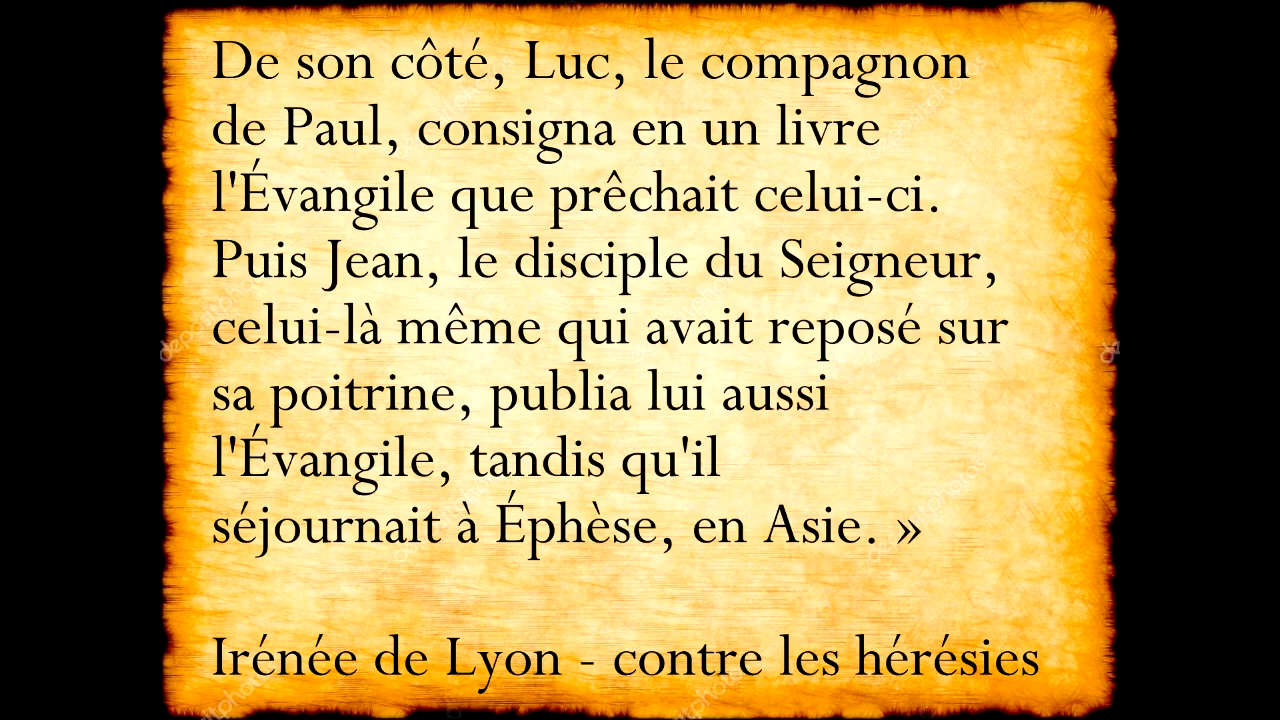 De son côté, Luc, le compagnon
de Paul, consigna en un livre
l'Évangile que prêchait celui-ci.
Puis Jean, le disciple du Seigneur,
celui-là même qui avait reposé sur
sa poitrine, publia lui aussi
l'Évangile, tandis qu'il
séjournait à Éphèse, en Asie. »
Irénée de Lyon - contre les hérésies